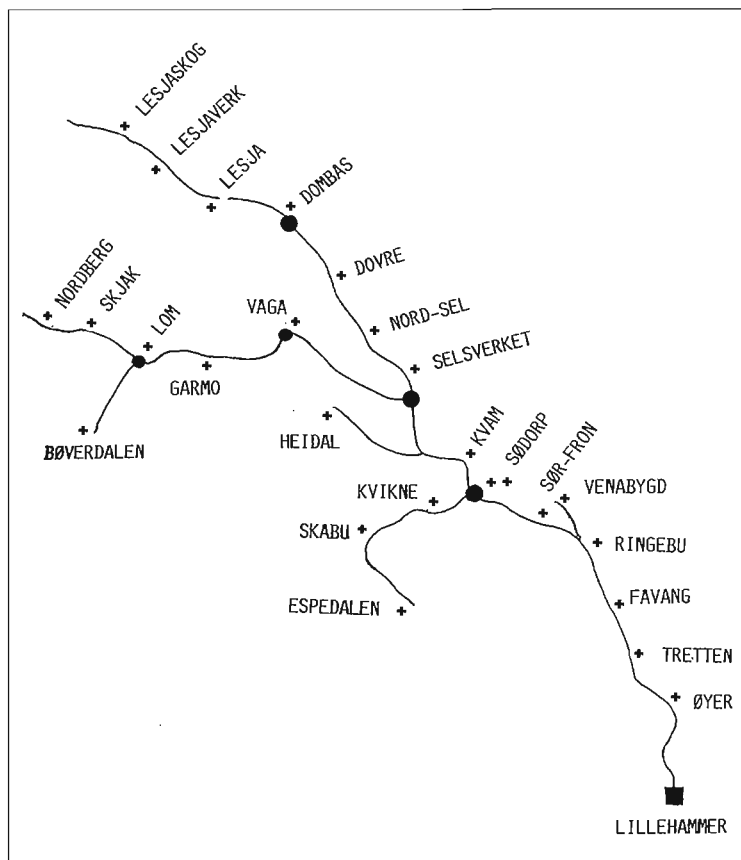 LESJASKOG
LESJAVERK
LESJA
DOMBAS
DOVRE
NORDBERG
SKJAK
LOM
VAGA
NORD-SEL
SELSVERKET
GARMO
HEIDAL
KVAM
SØDORP
SØR-FRON
BØVERDALEN
KVIKNE
VENABYGD
SKABU
RINGEBU
ESPEDALEN
FAVANG
TRETTEN
ØYER
LILLEHAMMER